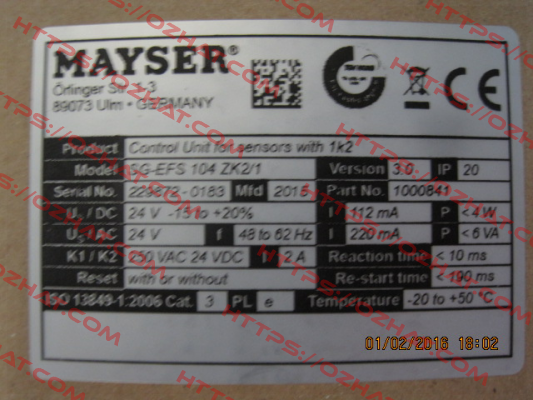 MAYSER®
Örlinger Str. 1-3
89073 Ulm • GERMANY
CE
Product Control Unit for sensors with 1k2
Model SG-EFS 104 ZK2/1 Version 3.0 IP 20
Serial No. 229872 - 0183 Mfd 2015 Part No. 1000841
U / DC 24 V -15 to +20% I 112 mA P < 4 W
U / AC 24 V f 48 to 62 Hz I 220 mA P < 6 VA
K1 / K2 250 VAC 24 VDC 2 A Reaction time < 10 ms
Reset with or without Re-start time < 190 ms
ISO 13849-1:2006 Cat. 3 PL e Temperature -20 to +50 °C
01/02/2016 18:02
HTTPS://OZHAT.COM